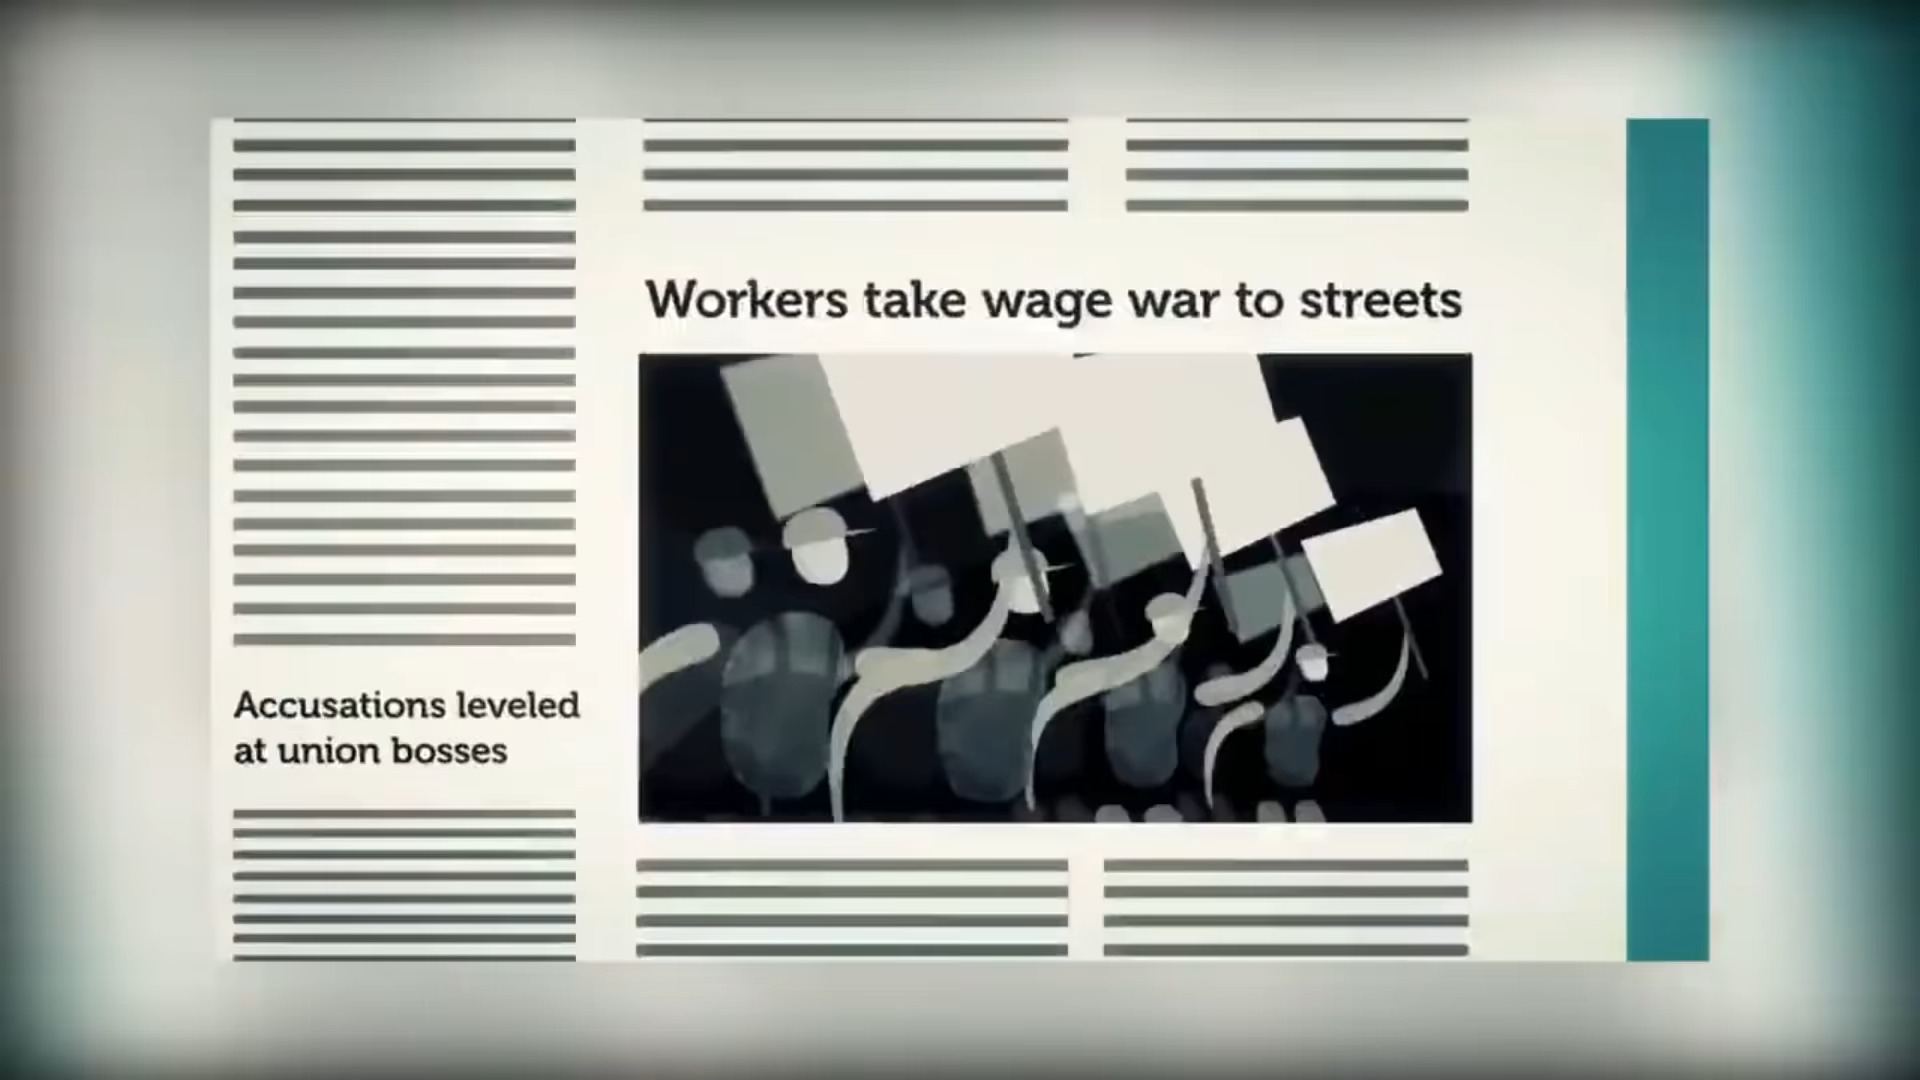 Workers take wage war to streets
Accusations leveled
at union bosses